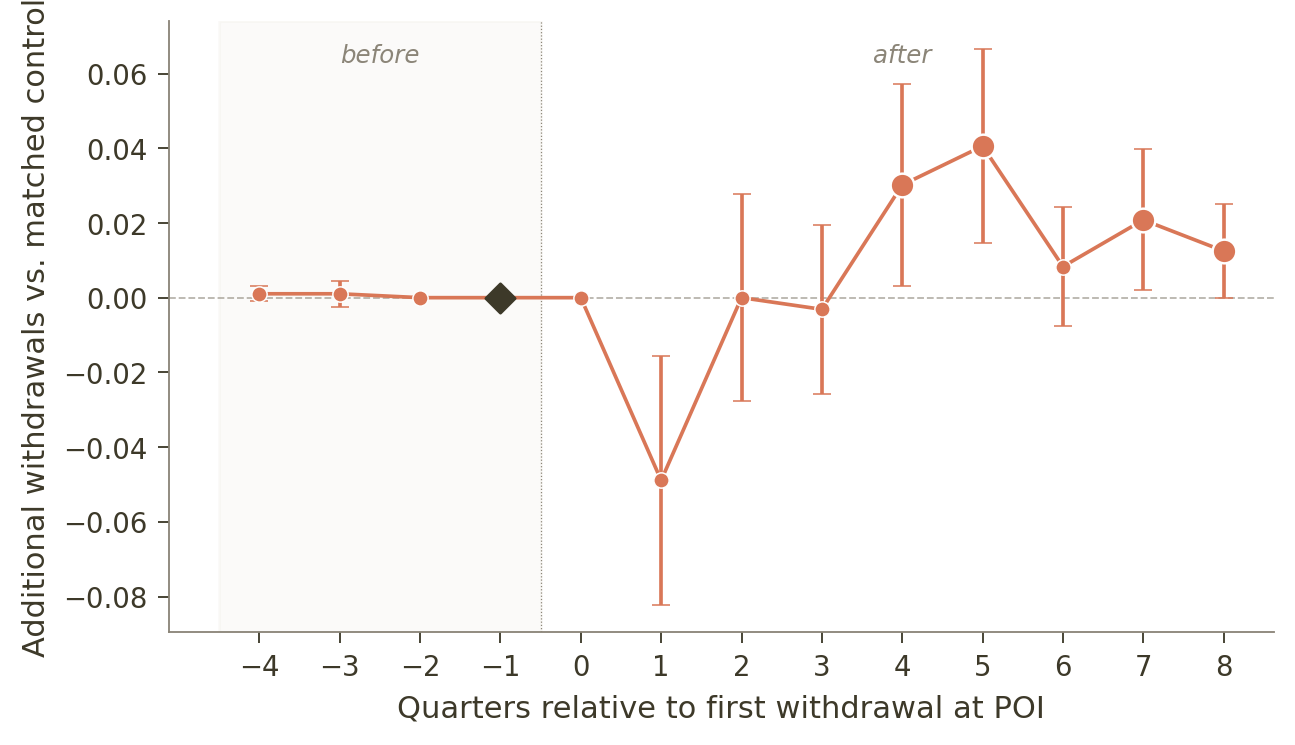 Additional withdrawals vs. matched control
before
after
0.06
0.04
0.02
0.00
−0.02
−0.04
−0.06
−0.08
−4 −3 −2 −1 0 1 2 3 4 5 6 7 8
Quarters relative to first withdrawal at POI